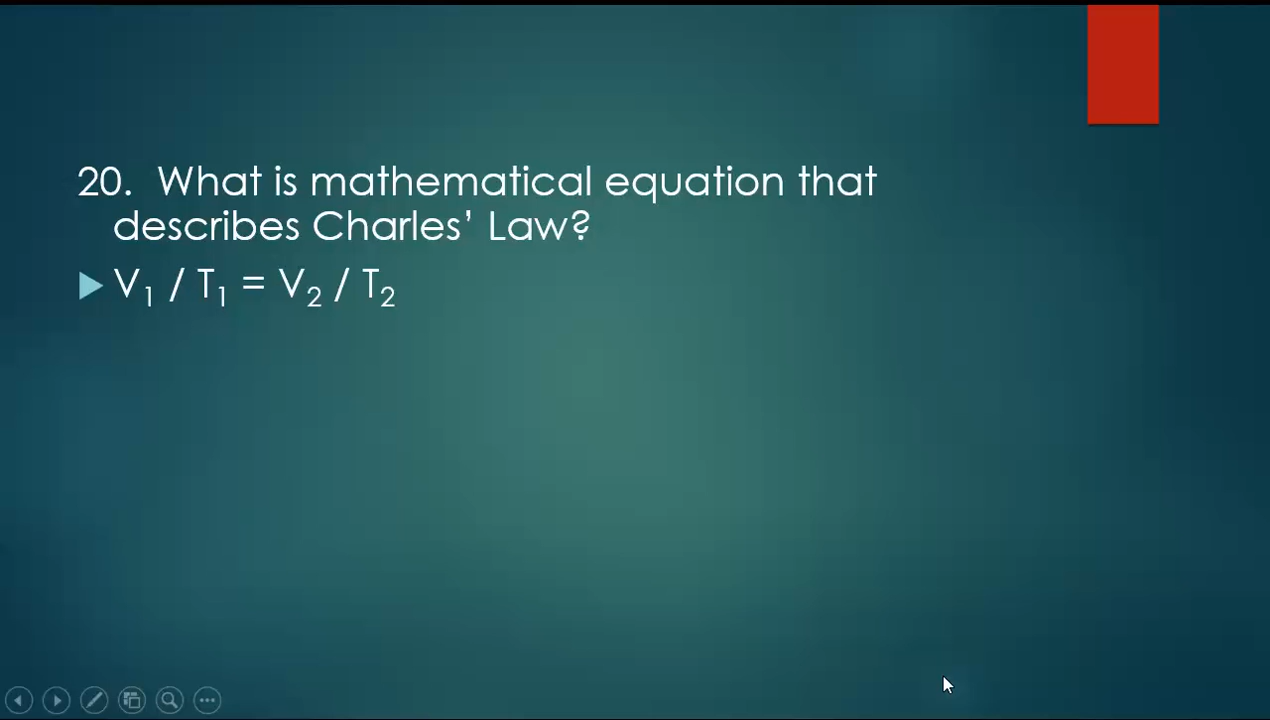 20. What is mathematical equation that
describes Charles’ Law?
V₁ / T₁ = V₂ / T₂